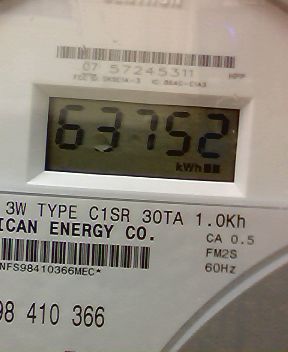 07 57245311 HPP
63752
kWh
3W TYPE C1SR 30TA 1.0Kh
ICAN ENERGY CO.
CA 0.5
FM2S
NFS98410366MEC*
60Hz
98 410 366